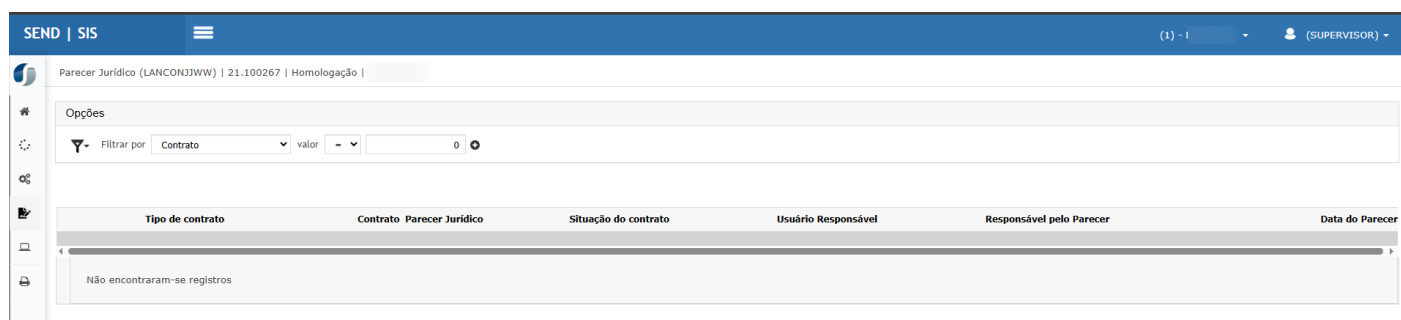 SEND | SIS
(1) -
(SUPERVISOR)
Parecer Jurídico (LANCONJJWW) | 21.100267 | Homologação |
Opções
Filtrar por Contrato valor = 0
Tipo de contrato Contrato Parecer Jurídico Situação do contrato Usuário Responsável Responsável pelo Parecer Data do Parecer
Não encontraram-se registros